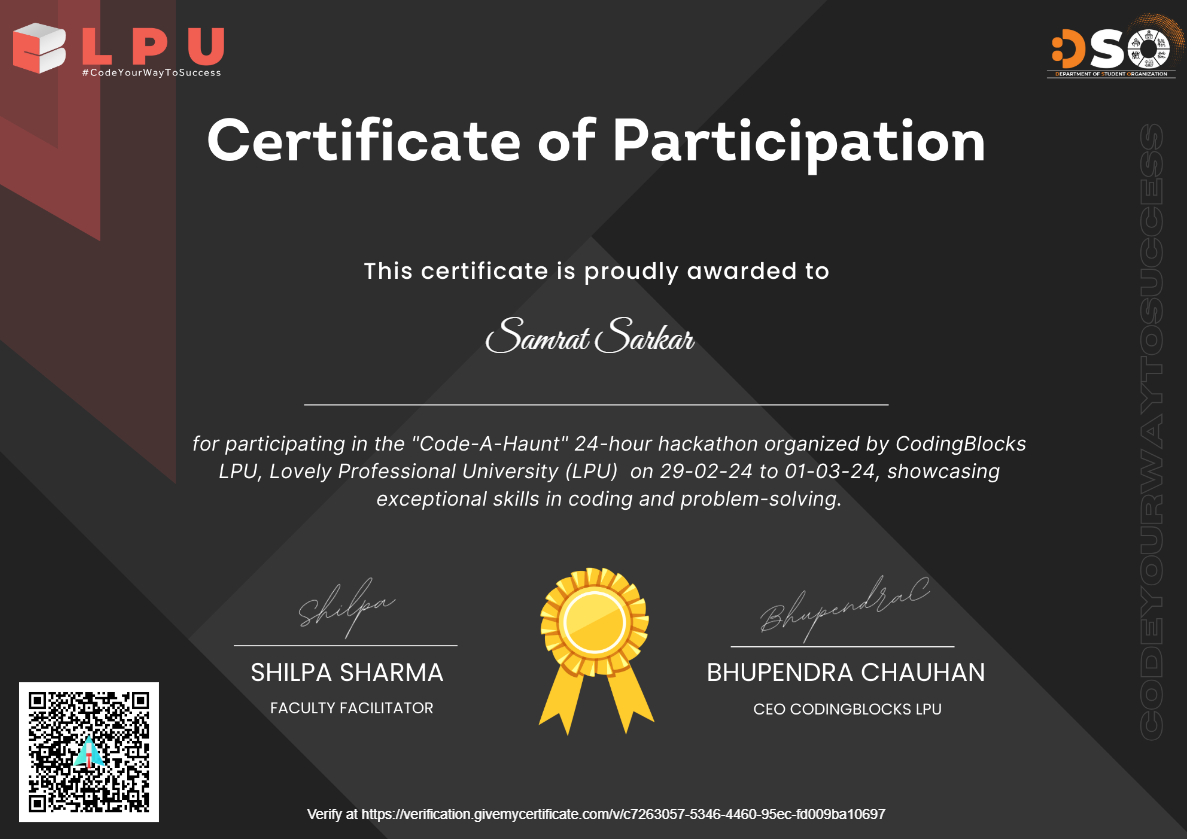 LPU
#CodeYourWayToSuccess
DSO
DEPARTMENT OF STUDENT ORGANIZATION
Certificate of Participation
This certificate is proudly awarded to
Samrat Sarkar
for participating in the "Code-A-Haunt" 24-hour hackathon organized by CodingBlocks
LPU, Lovely Professional University (LPU) on 29-02-24 to 01-03-24, showcasing
exceptional skills in coding and problem-solving.
Shilpa
BhupendraC
SHILPA SHARMA
BHUPENDRA CHAUHAN
FACULTY FACILITATOR
CEO CODINGBLOCKS LPU
CODEYOURWAYTOSUCCESS
Verify at https://verification.givemycertificate.com/v/c7263057-5346-4460-95ec-fd009ba10697